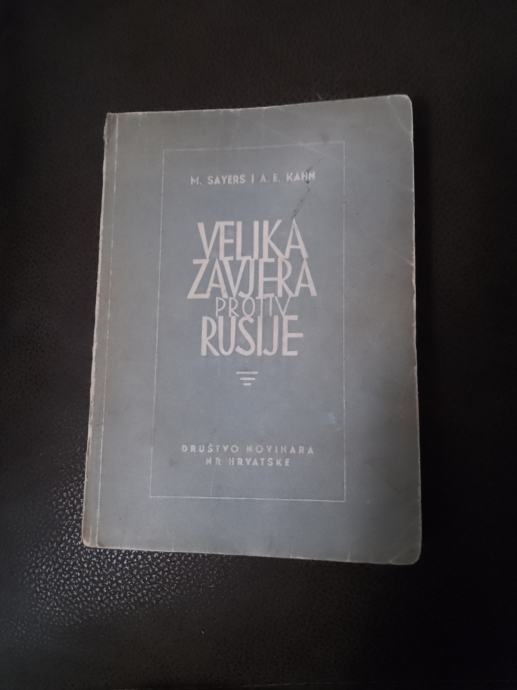 M. SAYERS I A. E. KAHN
VELIKA
ZAVJERA
PROTIV
RUSIJE
DRUŠTVO NOVINARA
NR HRVATSKE